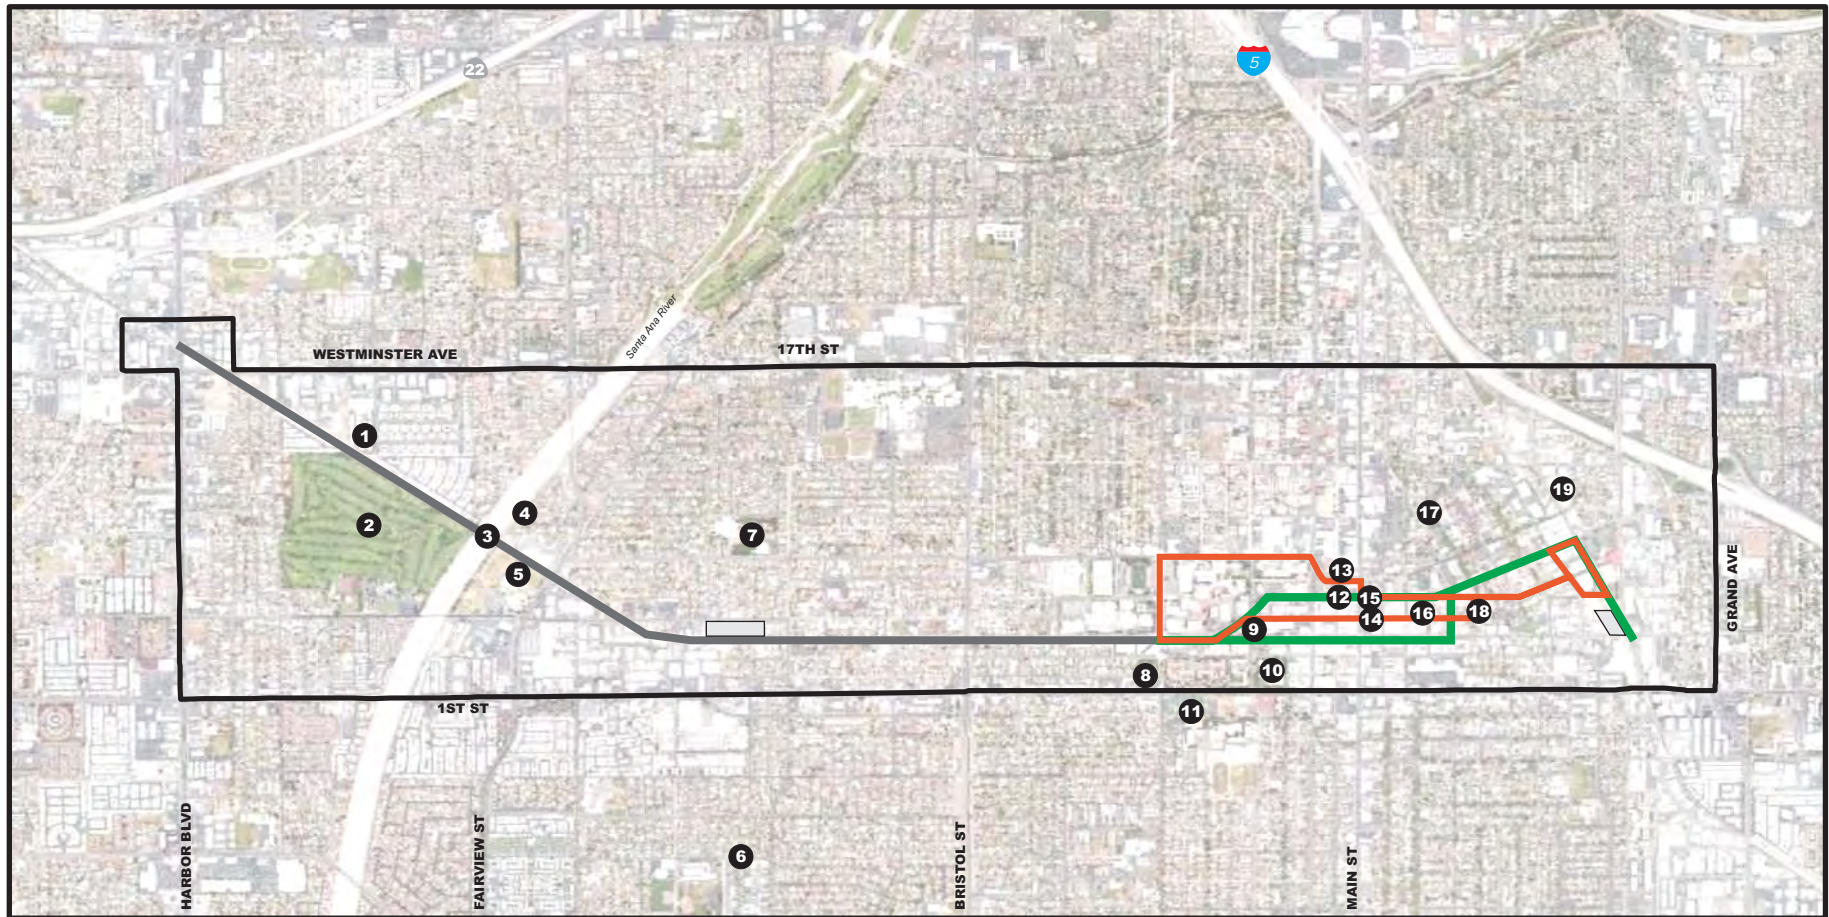 22
5
Santa Ana River
WESTMINSTER AVE
17TH ST
1
2
3
4
5
7
19
17
13
12
15
14
16
18
9
8
10
11
6
1ST ST
GRAND AVE
HARBOR BLVD
FAIRVIEW ST
BRISTOL ST
MAIN ST